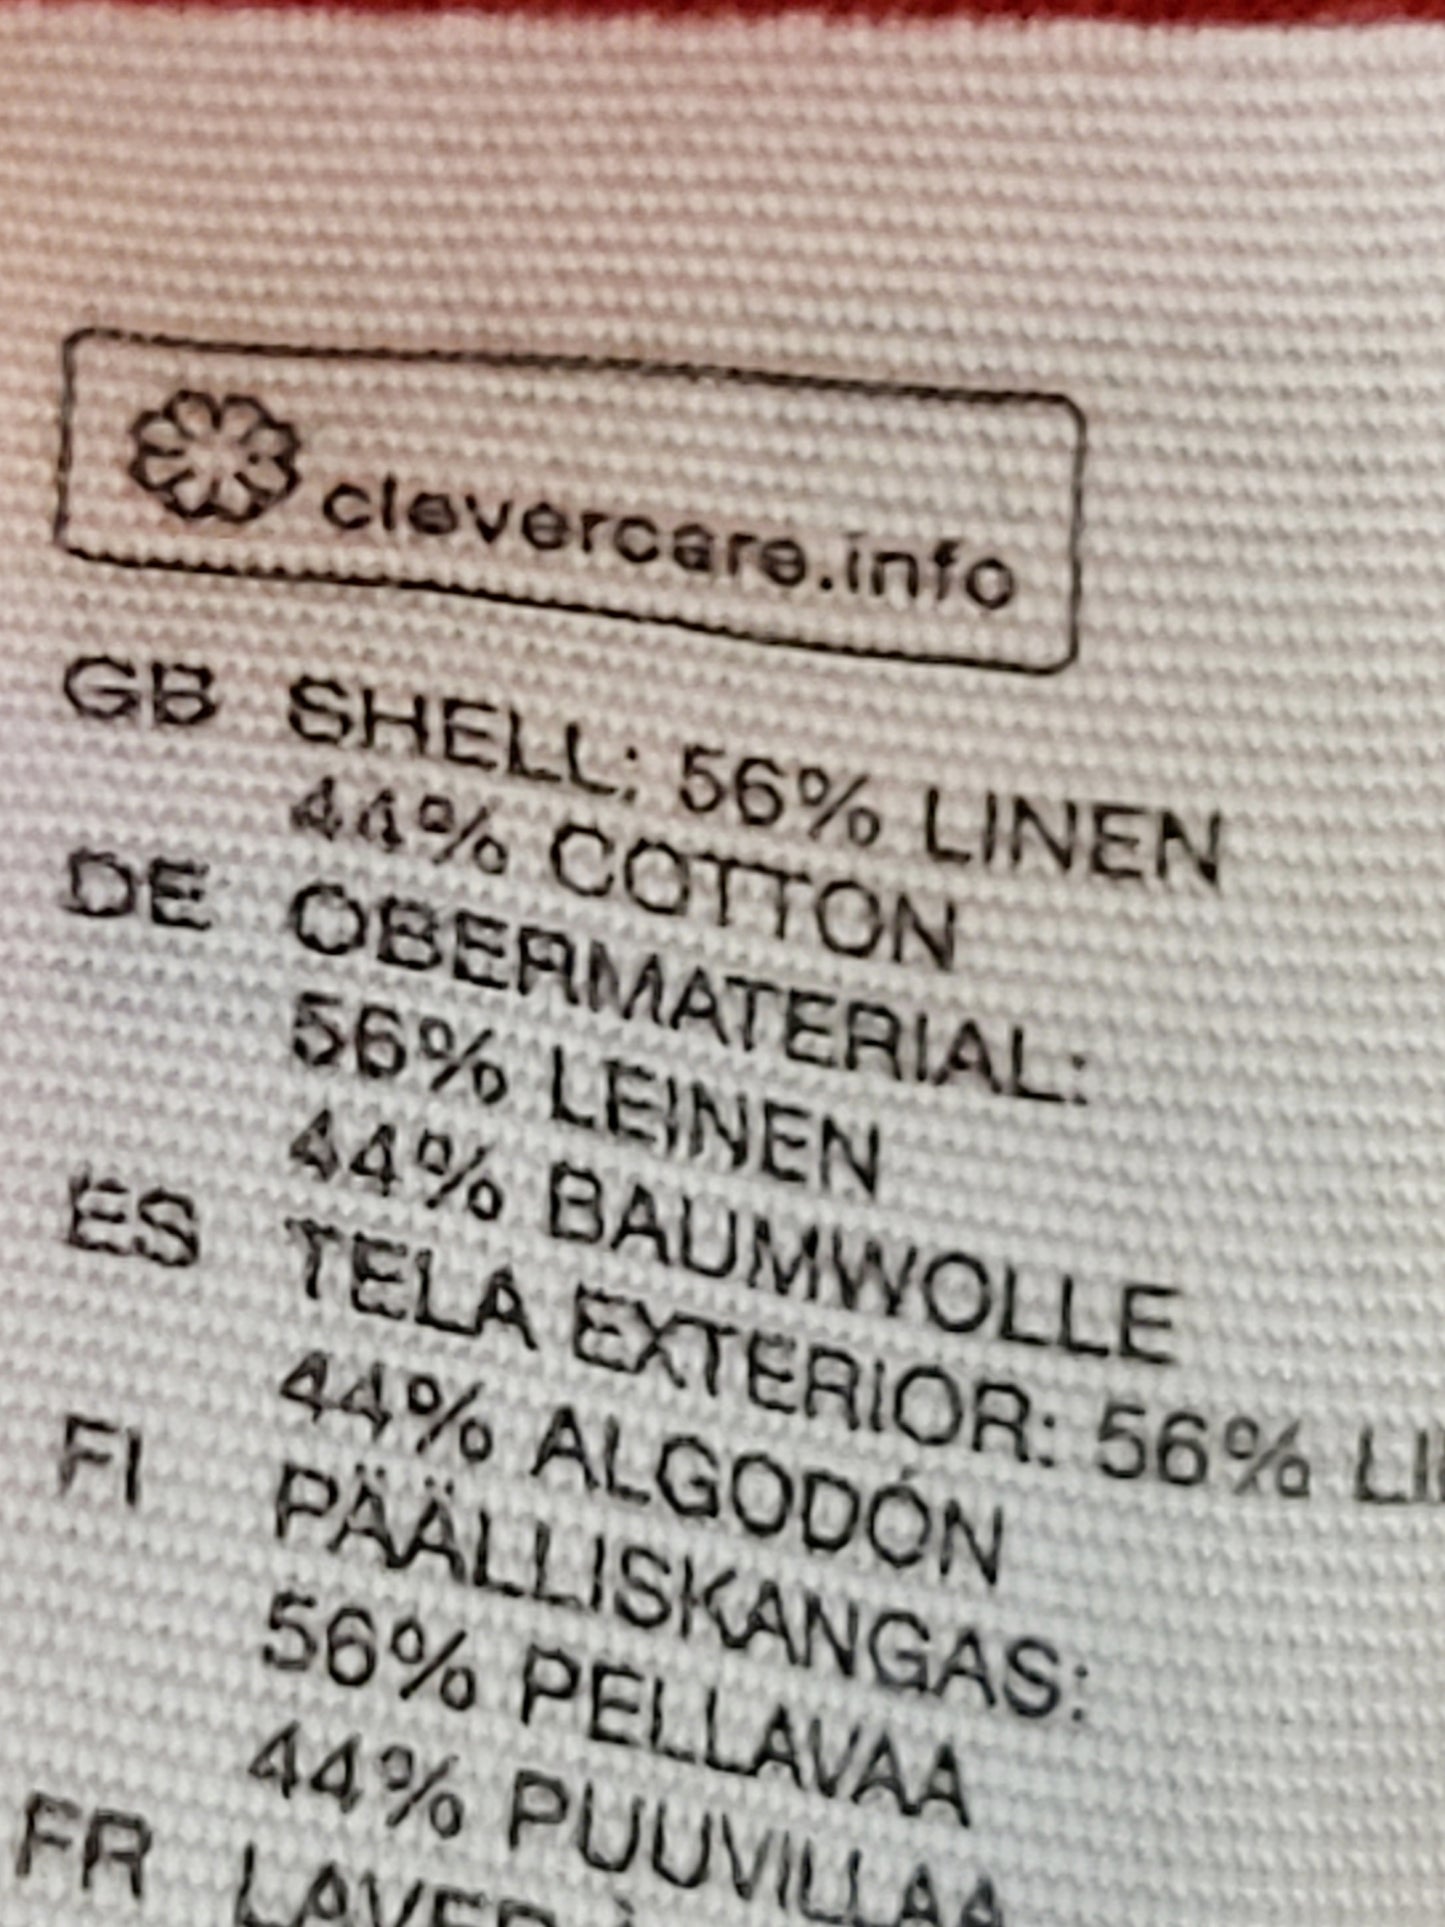 clevercare.info
GB SHELL: 56% LINEN
44% COTTON
DE OBERMATERIAL:
56% LEINEN
44% BAUMWOLLE
ES TELA EXTERIOR: 56%
44% ALGODÓN
FI PÄÄLLISKANGAS:
56% PELLAVAA
44% PUUVILLAA
FR LAVER À